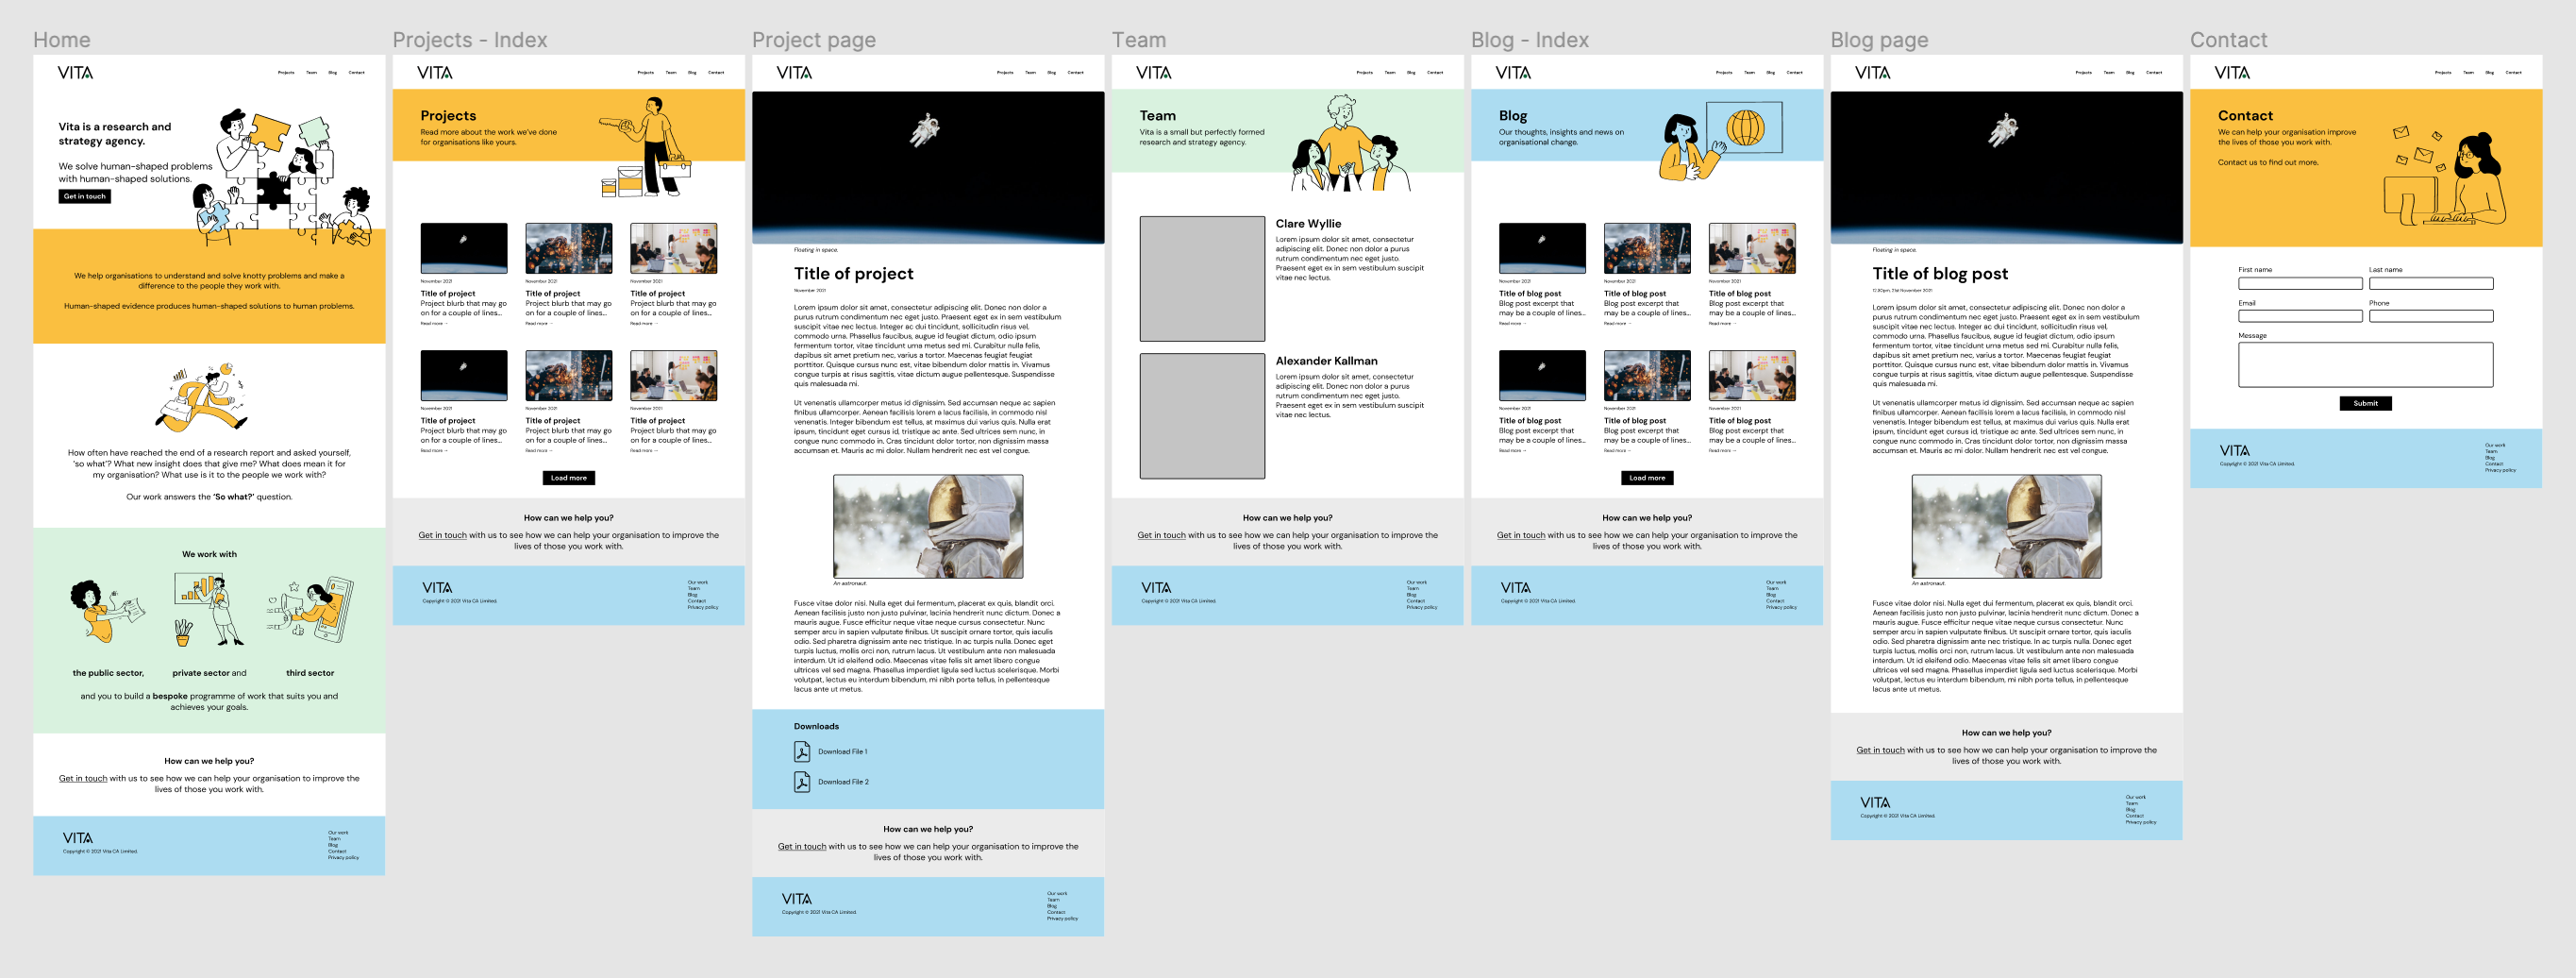 Home
VITA
Projects Team Blog Contact
Vita is a research and
strategy agency.
We solve human-shaped problems
with human-shaped solutions.
Get in touch
We help organisations to understand and solve knotty problems and make a
difference to the people they work with.
Human-shaped evidence produces human-shaped solutions to human problems.
How often have reached the end of a research report and asked yourself,
'so what'? What new insight does that give me? What does mean it for
my organisation? What use is it to the people we work with?
Our work answers the 'So what?' question.
We work with
the public sector, private sector and third sector
and you to build a bespoke programme of work that suits you and
achieves your goals.
How can we help you?
Get in touch with us to see how we can help your organisation to improve the
lives of those you work with.
VITA
Copyright © 2021 Vita CA Limited.
Our work
Team
Blog
Contact
Privacy policy
Projects - Index
VITA
Projects Team Blog Contact
Projects
Read more about the work we've done
for organisations like yours.
November 2021 November 2021 November 2021
Title of project Title of project Title of project
Project blurb that may go Project blurb that may go Project blurb that may go
on for a couple of lines... on for a couple of lines... on for a couple of lines...
Read more → Read more → Read more →
November 2021 November 2021 November 2021
Title of project Title of project Title of project
Project blurb that may go Project blurb that may go Project blurb that may go
on for a couple of lines... on for a couple of lines... on for a couple of lines...
Read more → Read more → Read more →
Load more
How can we help you?
Get in touch with us to see how we can help your organisation to improve the
lives of those you work with.
VITA
Copyright © 2021 Vita CA Limited.
Our work
Team
Blog
Contact
Privacy policy
Project page
VITA
Projects Team Blog Contact
Floating in space.
Title of project
November 2021
Lorem ipsum dolor sit amet, consectetur adipiscing elit. Donec non dolor a
purus rutrum condimentum nec eget justo. Praesent eget ex in sem vestibulum
suscipit vitae nec lectus. Integer ac dui tincidunt, sollicitudin risus vel,
commodo urna. Phasellus faucibus, augue id feugiat dictum, odio ipsum
fermentum tortor, vitae tincidunt urna metus sed mi. Curabitur nulla felis,
dapibus sit amet pretium nec, varius a tortor. Maecenas feugiat feugiat
porttitor. Quisque cursus nunc est, vitae bibendum dolor mattis in. Vivamus
congue turpis at risus sagittis, vitae dictum augue pellentesque. Suspendisse
quis malesuada mi.
Ut venenatis ullamcorper metus id dignissim. Sed accumsan neque ac sapien
finibus ullamcorper. Aenean facilisis lorem a lacus facilisis, in commodo nisl
venenatis. Integer bibendum est tellus, at maximus dui varius quis. Nulla erat
ipsum, tincidunt eget cursus id, tristique ac ante. Sed ultrices sem nunc, in
congue nunc commodo in. Cras tincidunt dolor tortor, non dignissim massa
accumsan et. Mauris ac mi dolor. Nullam hendrerit nec est vel congue.
An astronaut.
Fusce vitae dolor nisi. Nulla eget dui fermentum, placerat ex quis, blandit orci.
Aenean facilisis justo non justo pulvinar, lacinia hendrerit nunc dictum. Donec a
mauris augue. Fusce efficitur neque vitae neque cursus consectetur. Nunc
semper arcu in sapien vulputate finibus. Ut suscipit ornare tortor, quis iaculis
odio. Sed pharetra dignissim ante nec tristique. In ac turpis nulla. Donec eget
turpis luctus, mollis orci non, rutrum lacus. Ut vestibulum ante non malesuada
interdum. Ut id eleifend odio. Maecenas vitae felis sit amet libero congue
ultrices vel sed magna. Phasellus imperdiet ligula sed luctus scelerisque. Morbi
volutpat, lectus eu interdum bibendum, mi nibh porta tellus, in pellentesque
lacus ante ut metus.
Downloads
Download File 1
Download File 2
How can we help you?
Get in touch with us to see how we can help your organisation to improve the
lives of those you work with.
VITA
Copyright © 2021 Vita CA Limited.
Our work
Team
Blog
Contact
Privacy policy
Team
VITA
Projects Team Blog Contact
Team
Vita is a small but perfectly formed
research and strategy agency.
Clare Wyllie
Lorem ipsum dolor sit amet, consectetur
adipiscing elit. Donec non dolor a purus
rutrum condimentum nec eget justo.
Praesent eget ex in sem vestibulum suscipit
vitae nec lectus.
Alexander Kallman
Lorem ipsum dolor sit amet, consectetur
adipiscing elit. Donec non dolor a purus
rutrum condimentum nec eget justo.
Praesent eget ex in sem vestibulum suscipit
vitae nec lectus.
How can we help you?
Get in touch with us to see how we can help your organisation to improve the
lives of those you work with.
VITA
Copyright © 2021 Vita CA Limited.
Our work
Team
Blog
Contact
Privacy policy
Blog - Index
VITA
Projects Team Blog Contact
Blog
Our thoughts, insights and news on
organisational change.
November 2021 November 2021 November 2021
Title of blog post Title of blog post Title of blog post
Blog post excerpt that Blog post excerpt that Blog post excerpt that
may be a couple of lines... may be a couple of lines... may be a couple of lines...
Read more → Read more → Read more →
November 2021 November 2021 November 2021
Title of blog post Title of blog post Title of blog post
Blog post excerpt that Blog post excerpt that Blog post excerpt that
may be a couple of lines... may be a couple of lines... may be a couple of lines...
Read more → Read more → Read more →
Load more
How can we help you?
Get in touch with us to see how we can help your organisation to improve the
lives of those you work with.
VITA
Copyright © 2021 Vita CA Limited.
Our work
Team
Blog
Contact
Privacy policy
Blog page
VITA
Projects Team Blog Contact
Floating in space.
Title of blog post
12:30pm, 21st November 2021
Lorem ipsum dolor sit amet, consectetur adipiscing elit. Donec non dolor a
purus rutrum condimentum nec eget justo. Praesent eget ex in sem vestibulum
suscipit vitae nec lectus. Integer ac dui tincidunt, sollicitudin risus vel,
commodo urna. Phasellus faucibus, augue id feugiat dictum, odio ipsum
fermentum tortor, vitae tincidunt urna metus sed mi. Curabitur nulla felis,
dapibus sit amet pretium nec, varius a tortor. Maecenas feugiat feugiat
porttitor. Quisque cursus nunc est, vitae bibendum dolor mattis in. Vivamus
congue turpis at risus sagittis, vitae dictum augue pellentesque. Suspendisse
quis malesuada mi.
Ut venenatis ullamcorper metus id dignissim. Sed accumsan neque ac sapien
finibus ullamcorper. Aenean facilisis lorem a lacus facilisis, in commodo nisl
venenatis. Integer bibendum est tellus, at maximus dui varius quis. Nulla erat
ipsum, tincidunt eget cursus id, tristique ac ante. Sed ultrices sem nunc, in
congue nunc commodo in. Cras tincidunt dolor tortor, non dignissim massa
accumsan et. Mauris ac mi dolor. Nullam hendrerit nec est vel congue.
An astronaut.
Fusce vitae dolor nisi. Nulla eget dui fermentum, placerat ex quis, blandit orci.
Aenean facilisis justo non justo pulvinar, lacinia hendrerit nunc dictum. Donec a
mauris augue. Fusce efficitur neque vitae neque cursus consectetur. Nunc
semper arcu in sapien vulputate finibus. Ut suscipit ornare tortor, quis iaculis
odio. Sed pharetra dignissim ante nec tristique. In ac turpis nulla. Donec eget
turpis luctus, mollis orci non, rutrum lacus. Ut vestibulum ante non malesuada
interdum. Ut id eleifend odio. Maecenas vitae felis sit amet libero congue
ultrices vel sed magna. Phasellus imperdiet ligula sed luctus scelerisque. Morbi
volutpat, lectus eu interdum bibendum, mi nibh porta tellus, in pellentesque
lacus ante ut metus.
How can we help you?
Get in touch with us to see how we can help your organisation to improve the
lives of those you work with.
VITA
Copyright © 2021 Vita CA Limited.
Our work
Team
Blog
Contact
Privacy policy
Contact
VITA
Projects Team Blog Contact
Contact
We can help your organisation improve
the lives of those you work with.
Contact us to find out more.
First name Last name
Email Phone
Message
Submit
VITA
Copyright © 2021 Vita CA Limited.
Our work
Team
Blog
Contact
Privacy policy